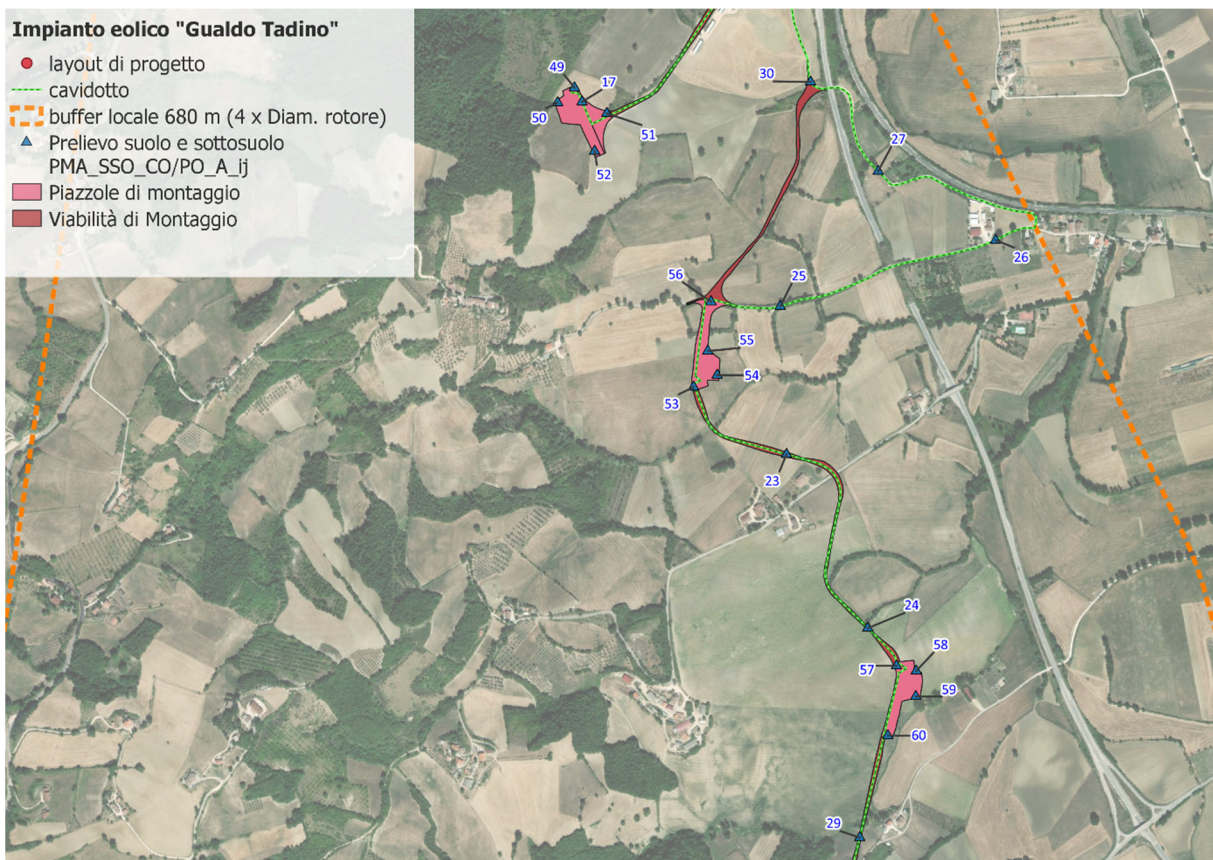 Impianto eolico "Gualdo Tadino"
layout di progetto
cavidotto
buffer locale 680 m (4 x Diam. rotore)
Prelievo suolo e sottosuolo
PMA_SSO_CO/PO_A_ij
Piazzole di montaggio
Viabilità di Montaggio
49
17
30
50
51
27
52
26
56
25
55
54
53
23
24
58
57
59
60
29